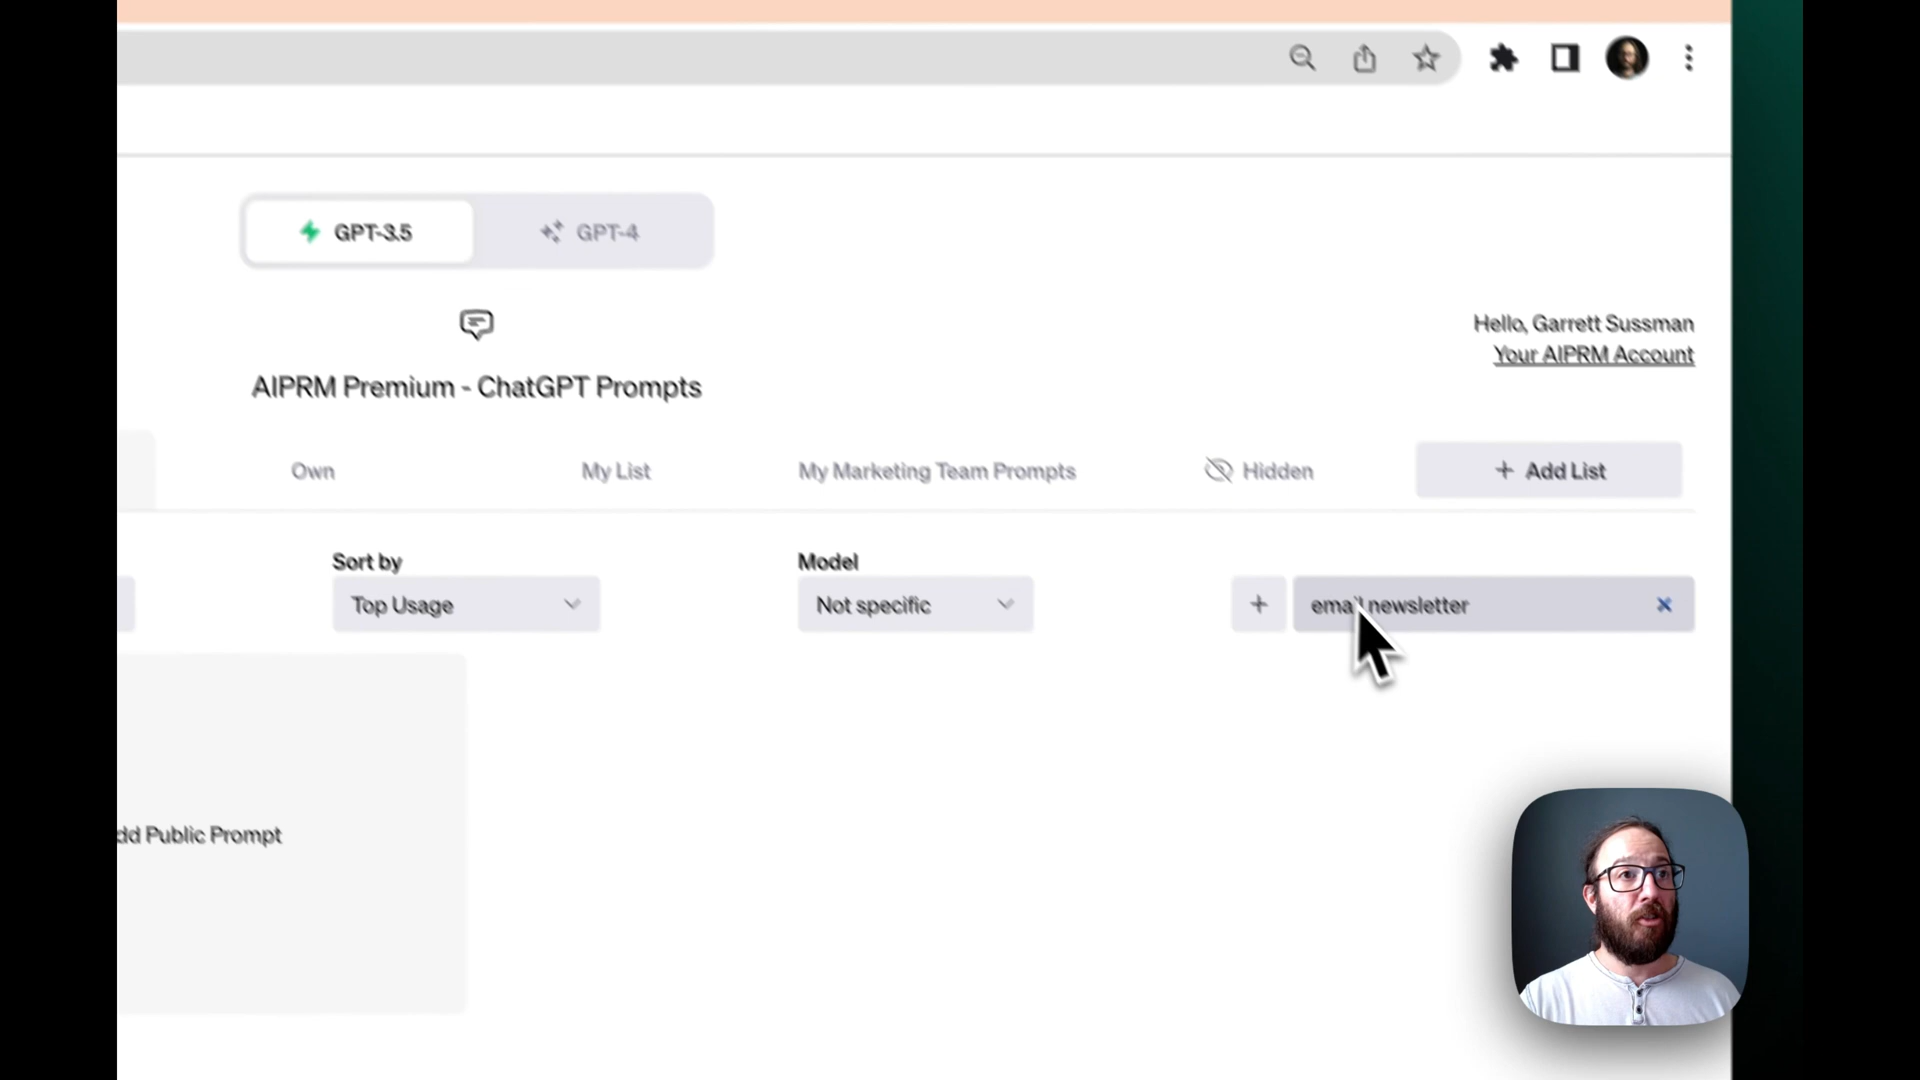 GPT-3.5
GPT-4
Hello, Garrett Sussman
Your AIPRM Account
AIPRM Premium - ChatGPT Prompts
Own
My List
My Marketing Team Prompts
Hidden
+ Add List
Sort by
Model
Top Usage
Not specific
+
email newsletter
dd Public Prompt